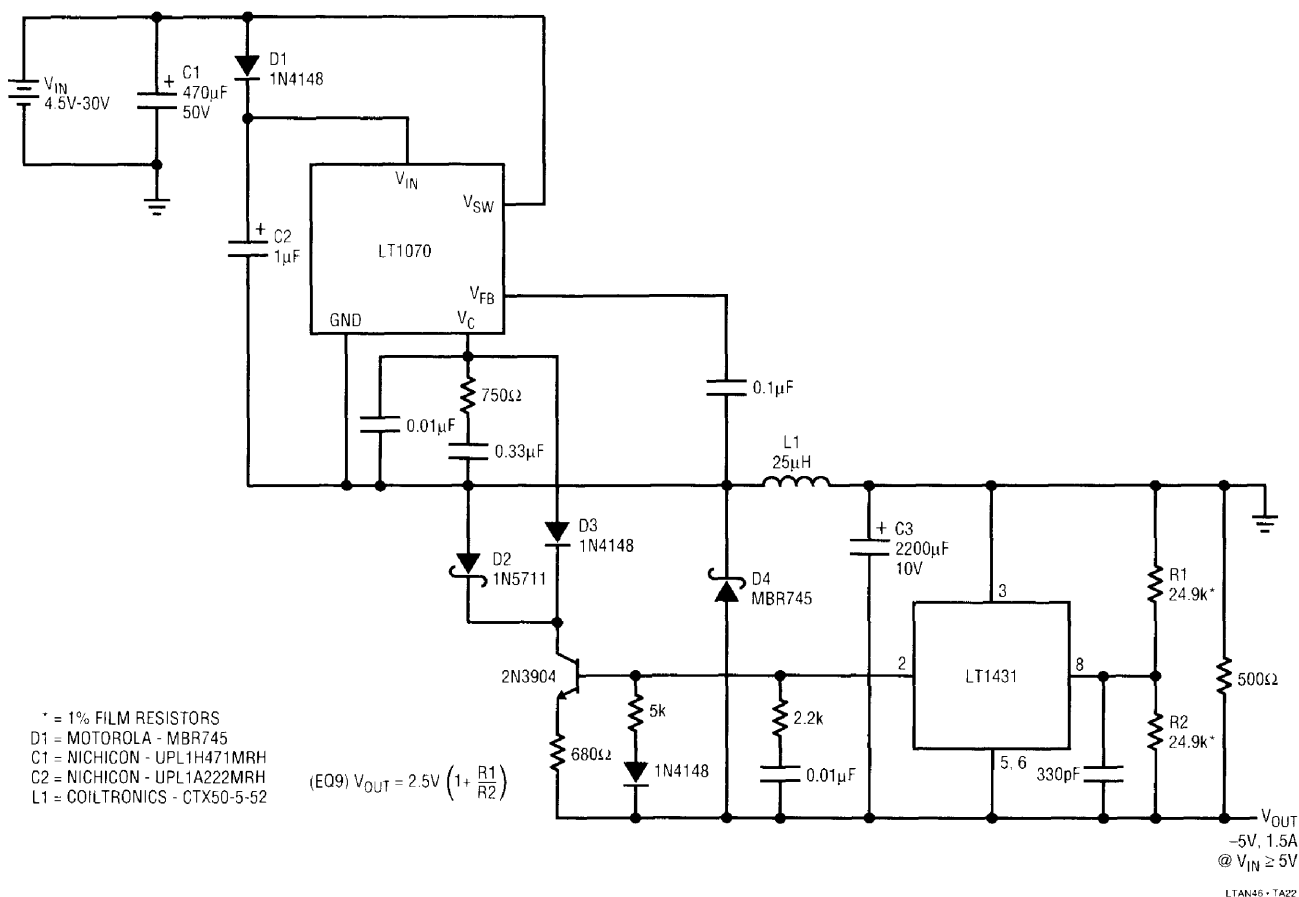 VIN
4.5V-30V
+ C1
470µF
50V
D1
1N4148
+ C2
1µF
VIN
VSW
LT1070
VFB
GND
VC
750Ω
0.01µF
0.33µF
0.1µF
L1
25µH
D3
1N4148
D2
1N5711
D4
MBR745
+ C3
2200µF
10V
3
R1
24.9k*
2
LT1431
8
500Ω
2N3904
5k
2.2k
R2
24.9k*
680Ω
1N4148
0.01µF
5, 6
330pF
* = 1% FILM RESISTORS
D1 = MOTOROLA - MBR745
C1 = NICHICON - UPL1H471MRH
C2 = NICHICON - UPL1A222MRH
L1 = COILTRONICS - CTX50-5-52
(EQ9) VOUT = 2.5V (1+ R1/R2)
VOUT
–5V, 1.5A
@ VIN ≥ 5V
LTAN46 • TA22